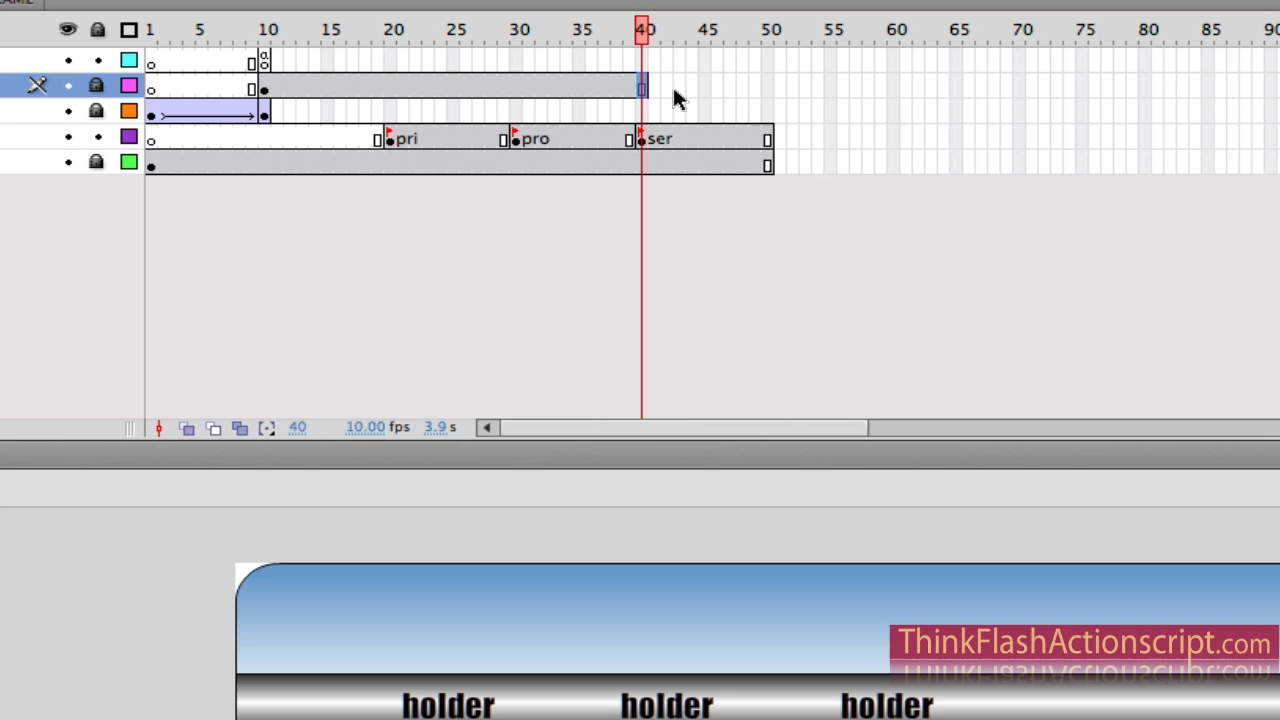 1 5 10 15 20 25 30 35 40 45 50 55 60 65 70 75 80 85 90
pri pro ser
40 10.00 fps 3.9 s
ThinkFlashActionscript.com
holder holder holder